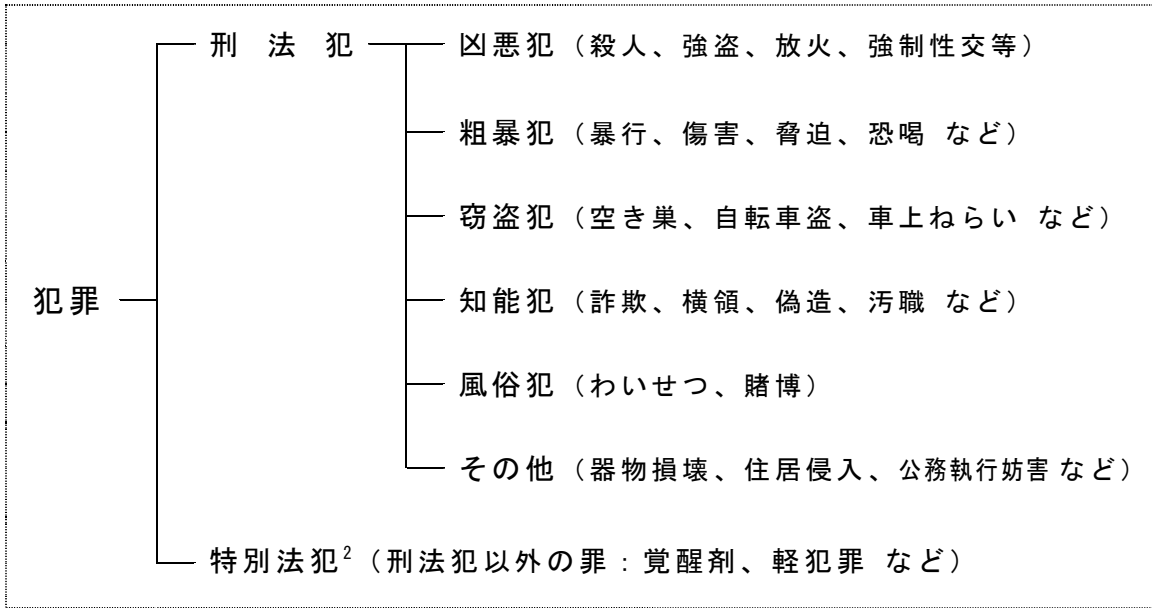 刑法犯 凶悪犯（殺人、強盗、放火、強制性交等）
粗暴犯（暴行、傷害、脅迫、恐喝 など）
窃盗犯（空き巣、自転車盗、車上ねらい など）
犯罪 知能犯（詐欺、横領、偽造、汚職 など）
風俗犯（わいせつ、賭博）
その他（器物損壊、住居侵入、公務執行妨害 など）
特別法犯2（刑法犯以外の罪：覚醒剤、軽犯罪 など）